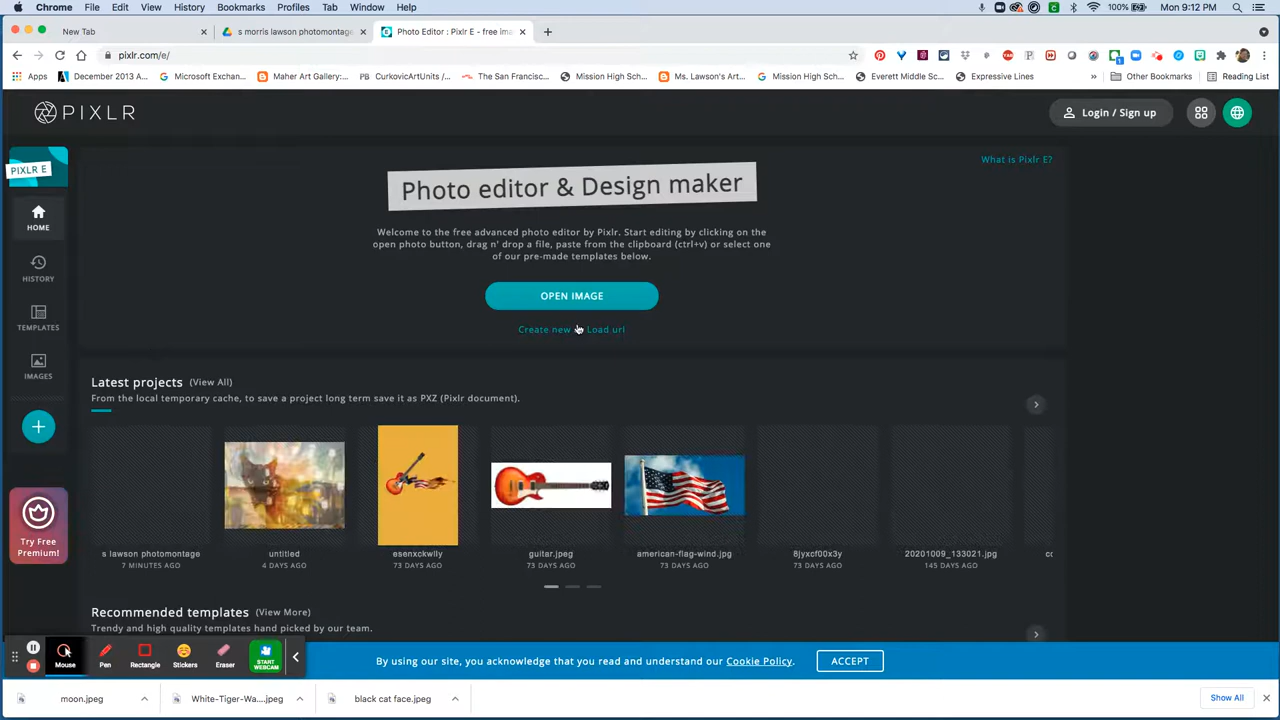 Chrome File Edit View History Bookmarks Profiles Tab Window Help 100% Mon 9:12 PM
New Tab s morris lawson photomontage Photo Editor : Pixlr E - free ima
pixlr.com/e/
Apps December 2013 A... Microsoft Exchan... Maher Art Gallery:... CurkovicArtUnits /... The San Francisc... Mission High Sch... Ms. Lawson's Art... Mission High Sch... Everett Middle Sc... Expressive Lines » Other Bookmarks Reading List
PIXLR
Login / Sign up
PIXLR E
What is Pixlr E?
Photo editor & Design maker
HOME
Welcome to the free advanced photo editor by Pixlr. Start editing by clicking on the
open photo button, drag n' drop a file, paste from the clipboard (ctrl+v) or select one
of our pre-made templates below.
HISTORY
OPEN IMAGE
TEMPLATES
Create new Load url
IMAGES
Latest projects (View All)
From the local temporary cache, to save a project long term save it as PXZ (Pixlr document).
Try Free
Premium!
s lawson photomontage untitled esenxckwlly guitar.jpeg american-flag-wind.jpg 8jyxcf00x3y 20201009_133021.jpg cc
7 MINUTES AGO 4 DAYS AGO 73 DAYS AGO 73 DAYS AGO 73 DAYS AGO 73 DAYS AGO 145 DAYS AGO
Recommended templates (View More)
Trendy and high quality templates hand picked by our team.
Mouse Pen Rectangle Stickers Eraser START
WEBCAM
By using our site, you acknowledge that you read and understand our Cookie Policy. ACCEPT
moon.jpeg White-Tiger-Wa....jpeg black cat face.jpeg Show All